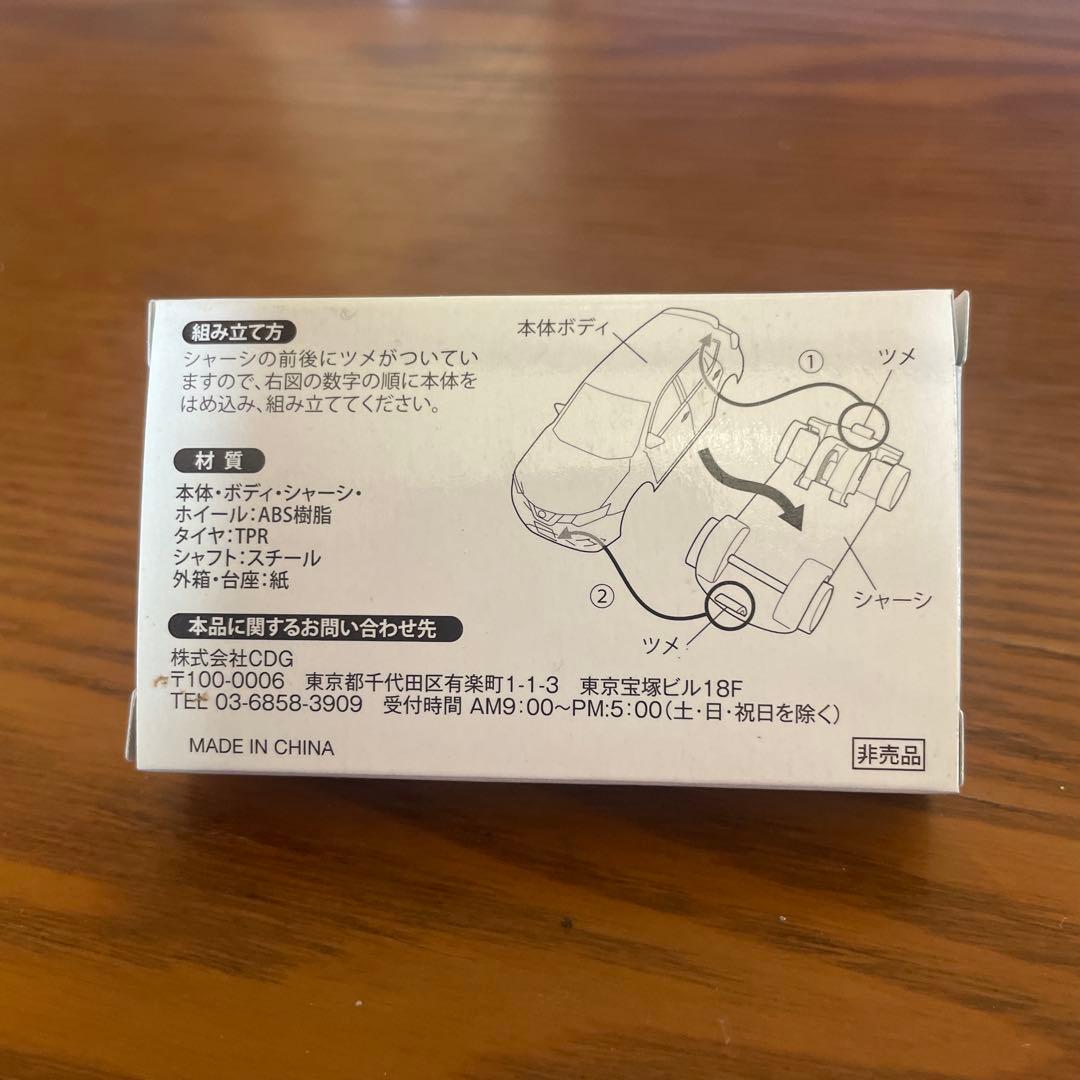 組み立て方
シャーシの前後にツメがついてい
ますので、右図の数字の順に本体を
はめ込み、組み立ててください。
材質
本体・ボディ・シャーシ・
ホイール：ABS樹脂
タイヤ：TPR
シャフト：スチール
外箱・台座：紙
本体ボディ
①
ツメ
②
ツメ
シャーシ
本品に関するお問い合わせ先
株式会社CDG
〒100-0006 東京都千代田区有楽町1-1-3 東京宝塚ビル18F
TEL 03-6858-3909 受付時間 AM9：00～PM:5：00（土・日・祝日を除く）
MADE IN CHINA
非売品